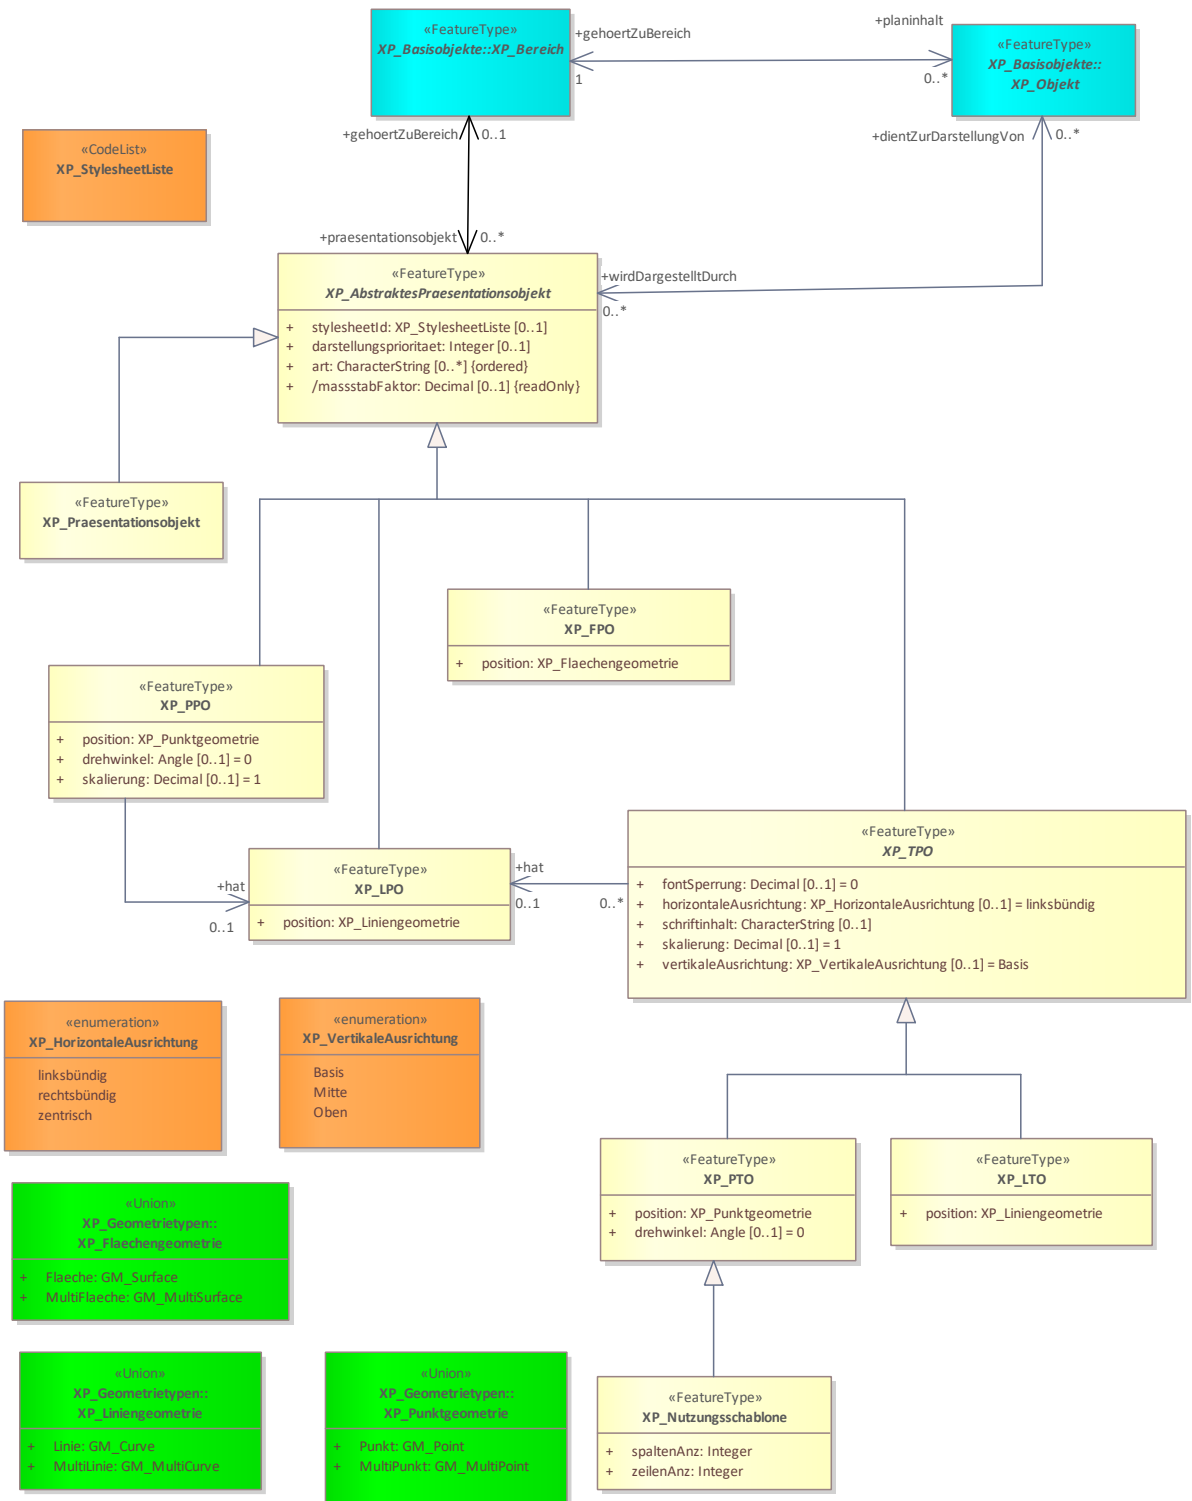 «FeatureType»
XP_Basisobjekte::XP_Bereich
+gehoertZuBereich
1
+planinhalt
0..*
«FeatureType»
XP_Basisobjekte::
XP_Objekt
+gehoertZuBereich
0..1
+dientZurDarstellungVon
0..*
«CodeList»
XP_StylesheetListe
+praesentationsobjekt
0..*
«FeatureType»
XP_AbstraktesPraesentationsobjekt
+ stylesheetId: XP_StylesheetListe [0..1]
+ darstellungsprioritaet: Integer [0..1]
+ art: CharacterString [0..*] {ordered}
+ /massstabFaktor: Decimal [0..1] {readOnly}
+wirdDargestelltDurch
0..*
«FeatureType»
XP_Praesentationsobjekt
«FeatureType»
XP_FPO
+ position: XP_Flaechengeometrie
«FeatureType»
XP_PPO
+ position: XP_Punktgeometrie
+ drehwinkel: Angle [0..1] = 0
+ skalierung: Decimal [0..1] = 1
+hat
0..1
«FeatureType»
XP_LPO
+ position: XP_Liniengeometrie
+hat
0..1
0..*
«FeatureType»
XP_TPO
+ fontSperrung: Decimal [0..1] = 0
+ horizontaleAusrichtung: XP_HorizontaleAusrichtung [0..1] = linksbündig
+ schriftinhalt: CharacterString [0..1]
+ skalierung: Decimal [0..1] = 1
+ vertikaleAusrichtung: XP_VertikaleAusrichtung [0..1] = Basis
«enumeration»
XP_HorizontaleAusrichtung
linksbündig
rechtsbündig
zentrisch
«enumeration»
XP_VertikaleAusrichtung
Basis
Mitte
Oben
«FeatureType»
XP_PTO
+ position: XP_Punktgeometrie
+ drehwinkel: Angle [0..1] = 0
«FeatureType»
XP_LTO
+ position: XP_Liniengeometrie
«Union»
XP_Geometrietypen::
XP_Flaechengeometrie
+ Flaeche: GM_Surface
+ MultiFlaeche: GM_MultiSurface
«Union»
XP_Geometrietypen::
XP_Liniengeometrie
+ Linie: GM_Curve
+ MultiLinie: GM_MultiCurve
«Union»
XP_Geometrietypen::
XP_Punktgeometrie
+ Punkt: GM_Point
+ MultiPunkt: GM_MultiPoint
«FeatureType»
XP_Nutzungsschablone
+ spaltenAnz: Integer
+ zeilenAnz: Integer